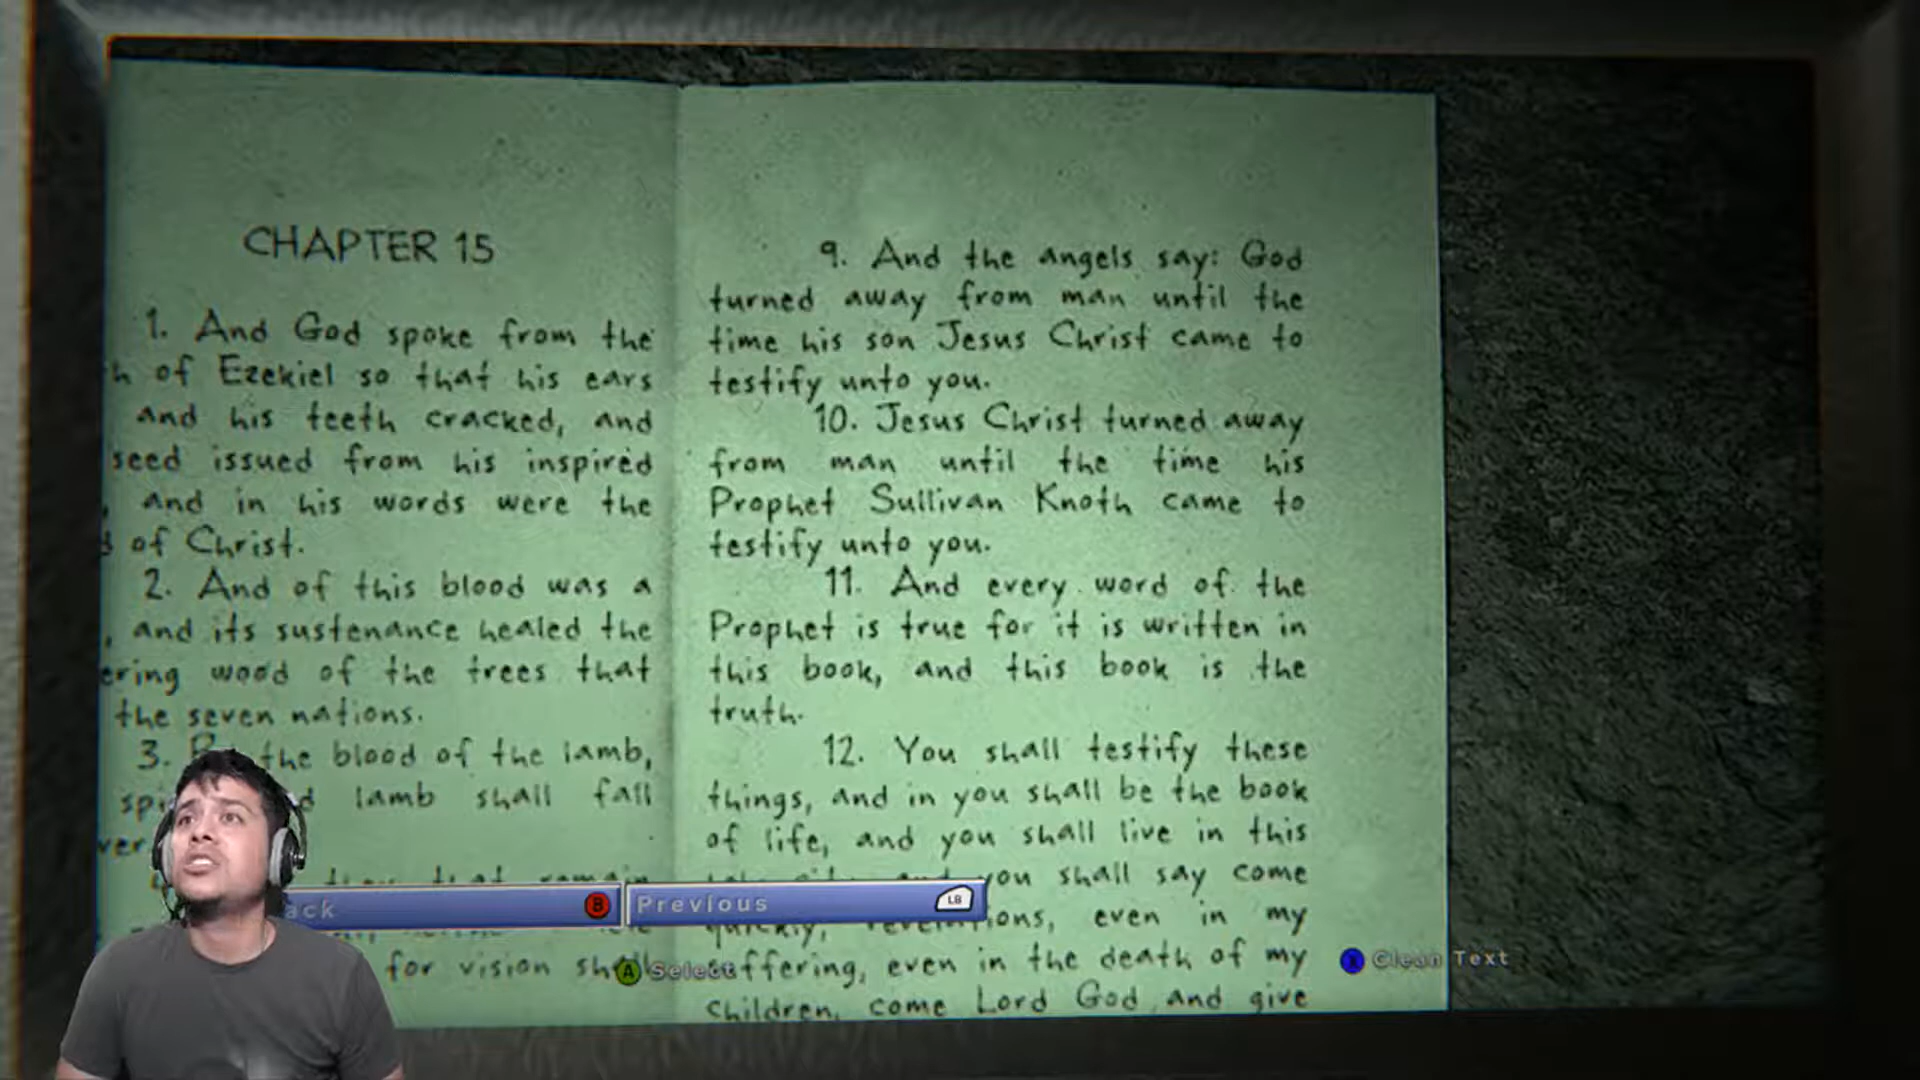 CHAPTER 15
1. And God spoke from the
of Ezekiel so that his ears
and his teeth cracked, and
seed issued from his inspired
and in his words were the
of Christ.
2. And of this blood was a
, and its sustenance healed the
wood of the trees that
the seven nations.
3. the blood of the lamb,
lamb shall fall
they that remain
for vision
9. And the angels say: God
turned away from man until the
time his son Jesus Christ came to
testify unto you.
10. Jesus Christ turned away
from man until the time his
Prophet Sullivan Knoth came to
testify unto you.
11. And every word of the
Prophet is true for it is written in
this book, and this book is the
truth.
12. You shall testify these
things, and in you shall be the book
of life, and you shall live in this
and you shall say come
quickly, even in my
even in the death of my
children, come Lord God and give
B
Previous LB
A Select
X Clean Text